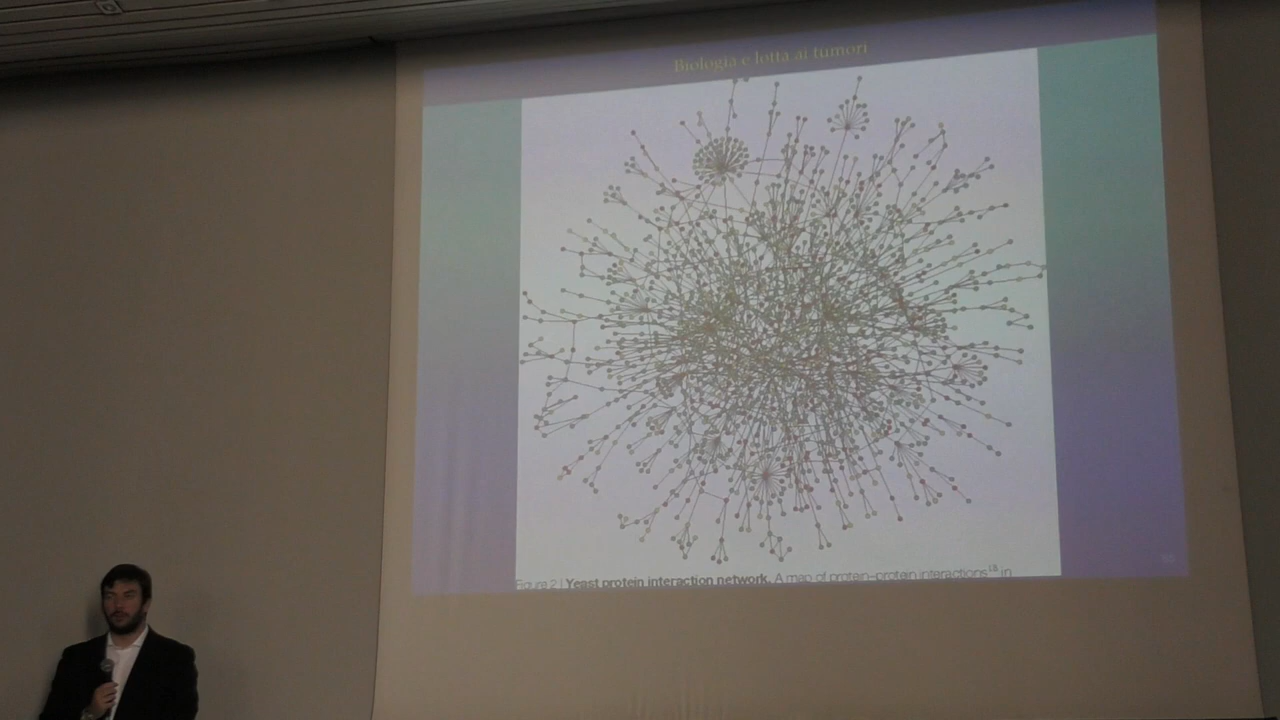 Biologia e lotta ai tumori
Figura 2 | Yeast protein interaction network. A map of protein–protein interactions in